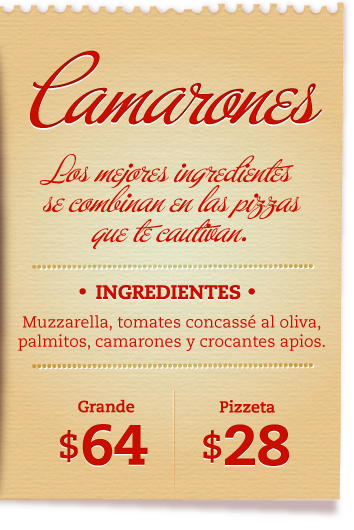 Camarones
Los mejores ingredientes
se combinan en las pizzas
que te cautivan.
• INGREDIENTES •
Muzzarella, tomates concassé al oliva,
palmitos, camarones y crocantes apios.
Grande
$64
Pizzeta
$28